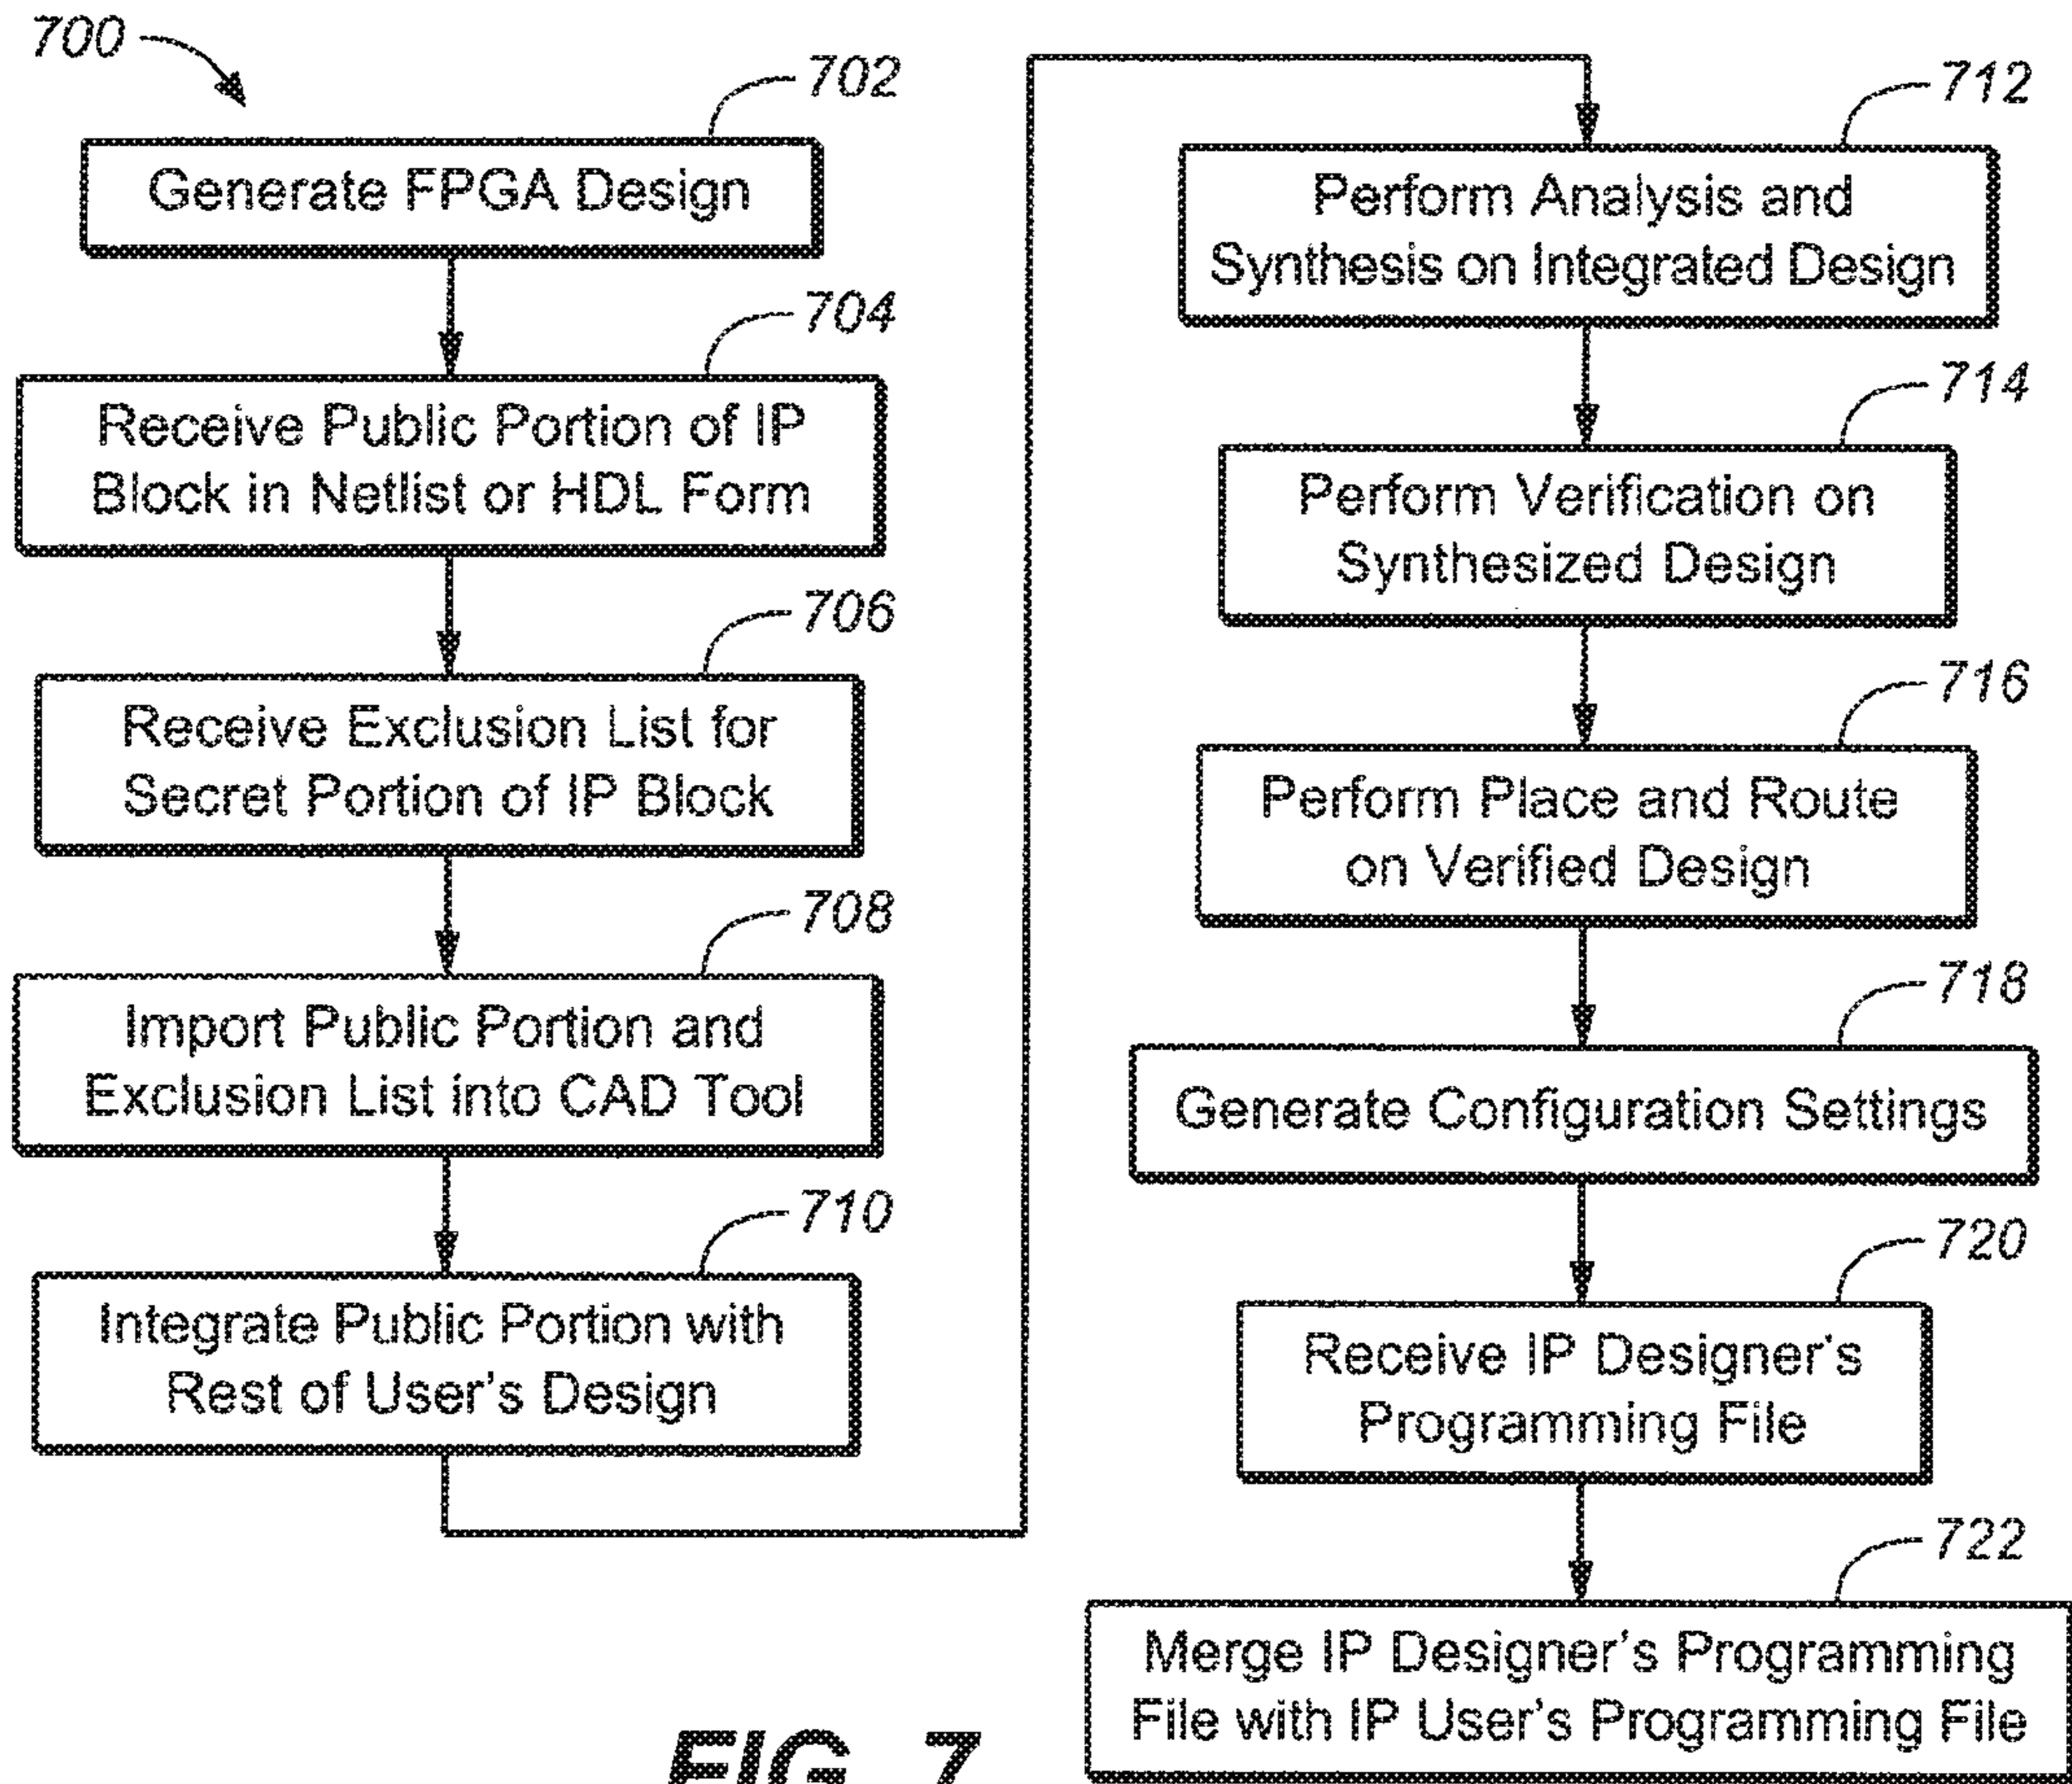 700
702
Generate FPGA Design
704
Receive Public Portion of IP
Block in Netlist or HDL Form
706
Receive Exclusion List for
Secret Portion of IP Block
708
Import Public Portion and
Exclusion List into CAD Tool
710
Integrate Public Portion with
Rest of User's Design
712
Perform Analysis and
Synthesis on Integrated Design
714
Perform Verification on
Synthesized Design
716
Perform Place and Route
on Verified Design
718
Generate Configuration Settings
720
Receive IP Designer's
Programming File
722
Merge IP Designer's Programming
File with IP User's Programming File
FIG. 7